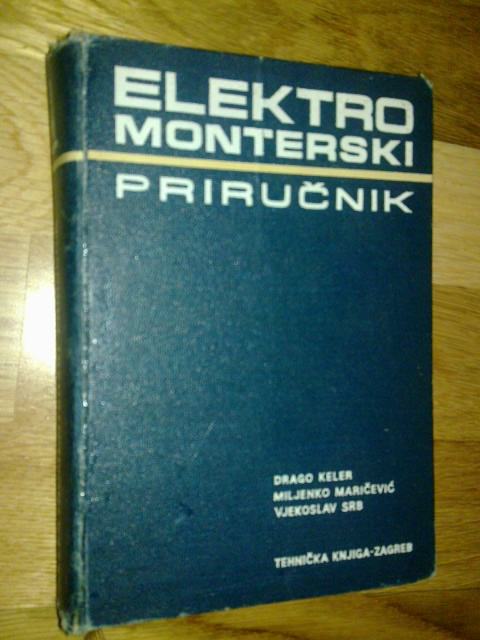 ELEKTRO
MONTERSKI
PRIRUČNIK
DRAGO KELER
MILJENKO MARIČEVIĆ
VJEKOSLAV SRB
TEHNIČKA KNJIGA-ZAGREB